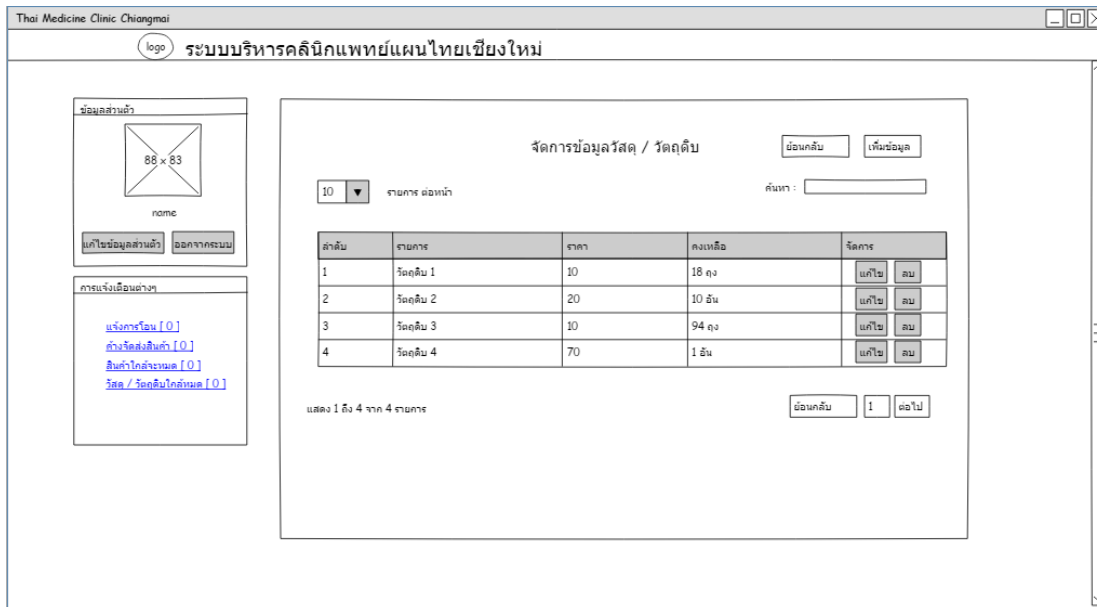 Thai Medicine Clinic Chiangmai
logo ระบบบริหารคลินิกแพทย์แผนไทยเชียงใหม่
ข้อมูลส่วนตัว
88 x 83
name
แก้ไขข้อมูลส่วนตัว ออกจากระบบ
การแจ้งเตือนต่างๆ
แจ้งการโอน [ 0 ]
ค้างจัดส่งสินค้า [ 0 ]
สินค้าใกล้จะหมด [ 0 ]
วัสดุ / วัตถุดิบใกล้หมด [ 0 ]
จัดการข้อมูลวัสดุ / วัตถุดิบ ย้อนกลับ เพิ่มข้อมูล
10 ▼ รายการ ต่อหน้า ค้นหา :
ลำดับ รายการ ราคา คงเหลือ จัดการ
1 วัตถุดิบ 1 10 18 ถุง แก้ไข ลบ
2 วัตถุดิบ 2 20 10 อัน แก้ไข ลบ
3 วัตถุดิบ 3 10 94 ถุง แก้ไข ลบ
4 วัตถุดิบ 4 70 1 อัน แก้ไข ลบ
แสดง 1 ถึง 4 จาก 4 รายการ ย้อนกลับ 1 ต่อไป